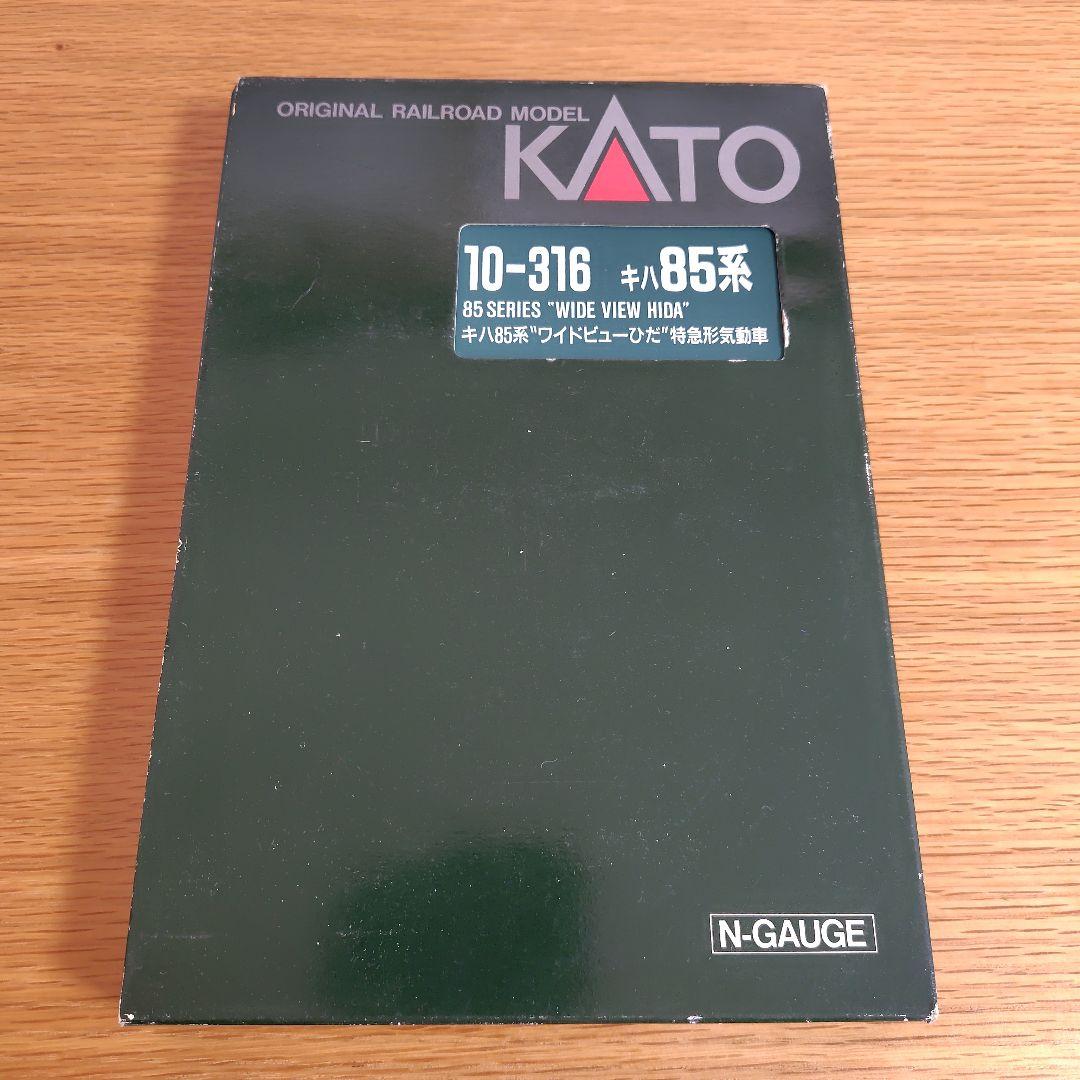 ORIGINAL RAILROAD MODEL
KATO
10-316 キハ85系
85 SERIES "WIDE VIEW HIDA"
キハ85系"ワイドビューひだ"特急形気動車
N-GAUGE